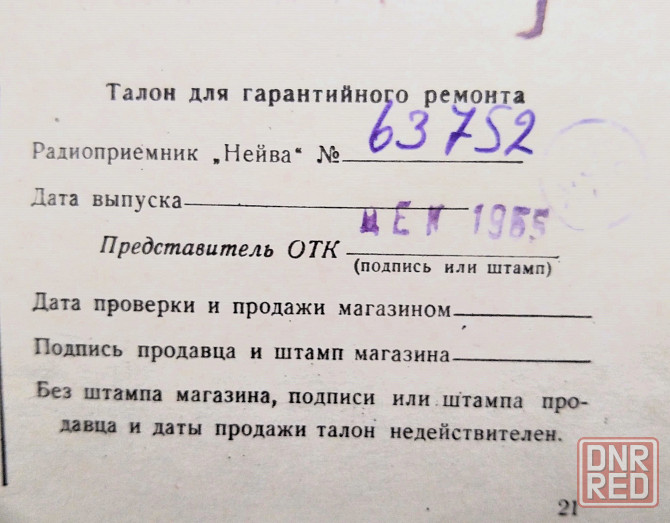 Талон для гарантийного ремонта
63752
Радиоприемник „Нейва“ №
Дата выпуска
ДЕК 1965
Представитель ОТК
(подпись или штамп)
Дата проверки и продажи магазином
Подпись продавца и штамп магазина
Без штампа магазина, подписи или штампа про-
давца и даты продажи талон недействителен.
DNR
RED
21